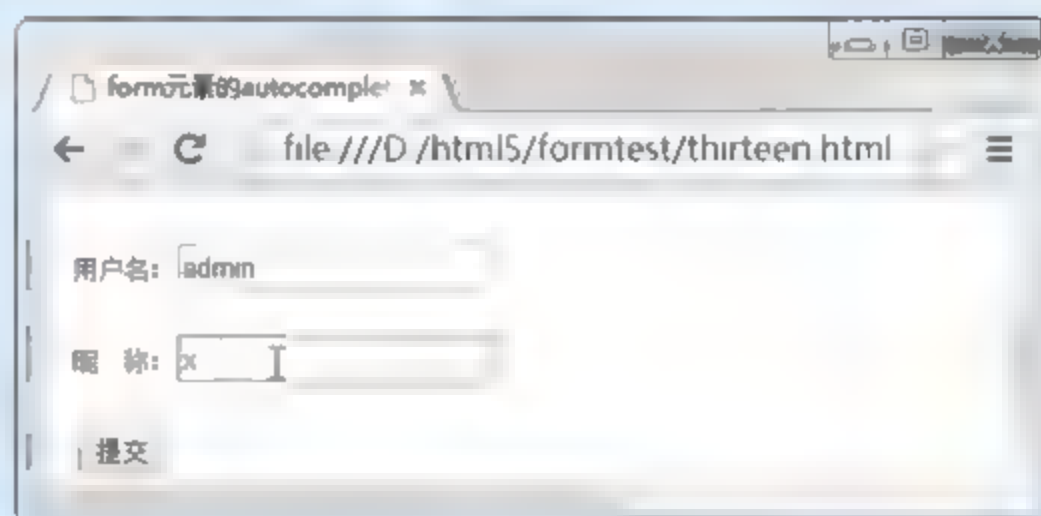 form元素的autocomplet
file:///D:/html5/formtest/thirteen.html
用户名: admin
昵 称: x
提交